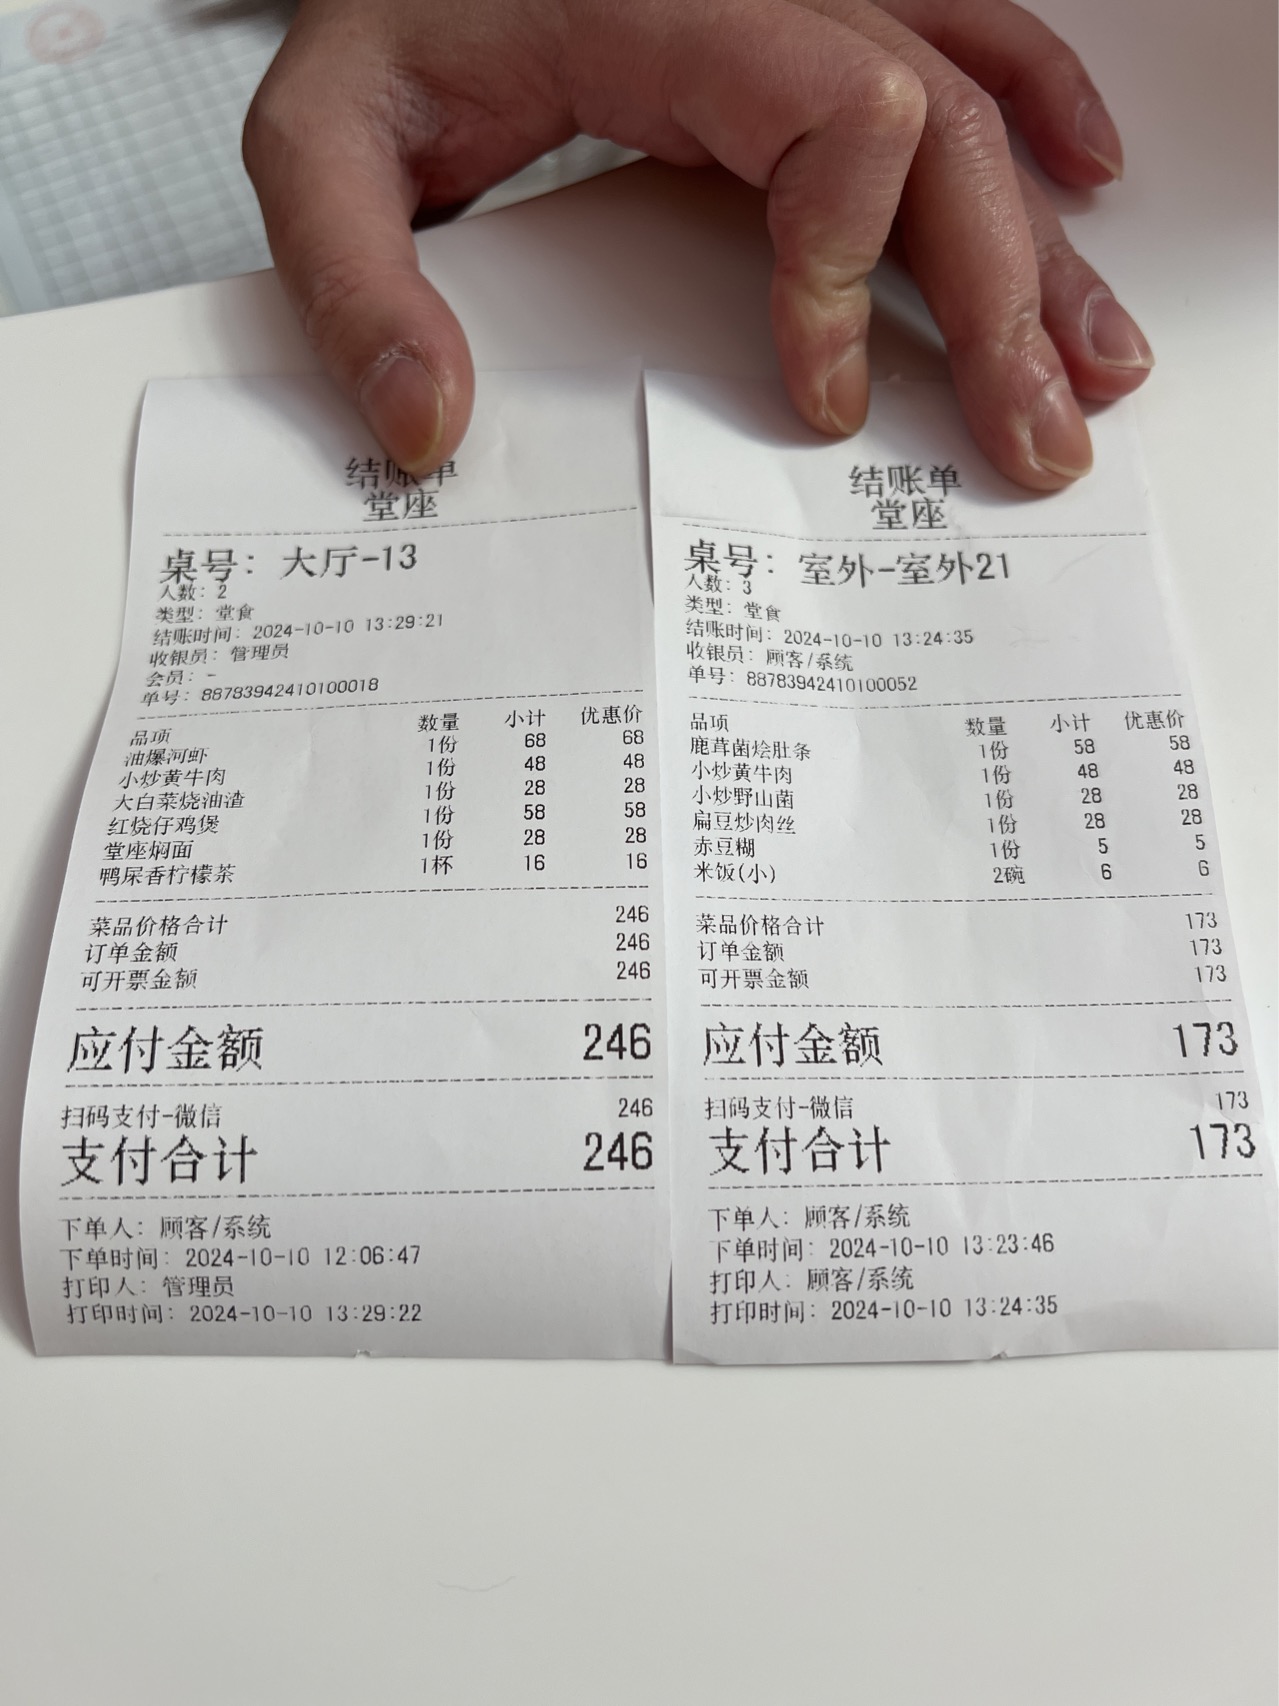 结账单
堂座
桌号：大厅-13
人数：2
类型：堂食
结账时间：2024-10-10 13:29:21
收银员：管理员
会员：-
单号：88783942410100018
品项 数量 小计 优惠价
油爆河虾 1份 68 68
小炒黄牛肉 1份 48 48
大白菜烧油渣 1份 28 28
红烧仔鸡煲 1份 58 58
堂座焖面 1份 28 28
鸭屎香柠檬茶 1杯 16 16
菜品价格合计 246
订单金额 246
可开票金额 246
应付金额 246
扫码支付-微信 246
支付合计 246
下单人：顾客/系统
下单时间：2024-10-10 12:06:47
打印人：管理员
打印时间：2024-10-10 13:29:22
结账单
堂座
桌号：室外-室外21
人数：3
类型：堂食
结账时间：2024-10-10 13:24:35
收银员：顾客/系统
单号：88783942410100052
品项 数量 小计 优惠价
鹿茸菌烩肚条 1份 58 58
小炒黄牛肉 1份 48 48
小炒野山菌 1份 28 28
扁豆炒肉丝 1份 28 28
赤豆糊 1份 5 5
米饭(小) 2碗 6 6
菜品价格合计 173
订单金额 173
可开票金额 173
应付金额 173
扫码支付-微信 173
支付合计 173
下单人：顾客/系统
下单时间：2024-10-10 13:23:46
打印人：顾客/系统
打印时间：2024-10-10 13:24:35